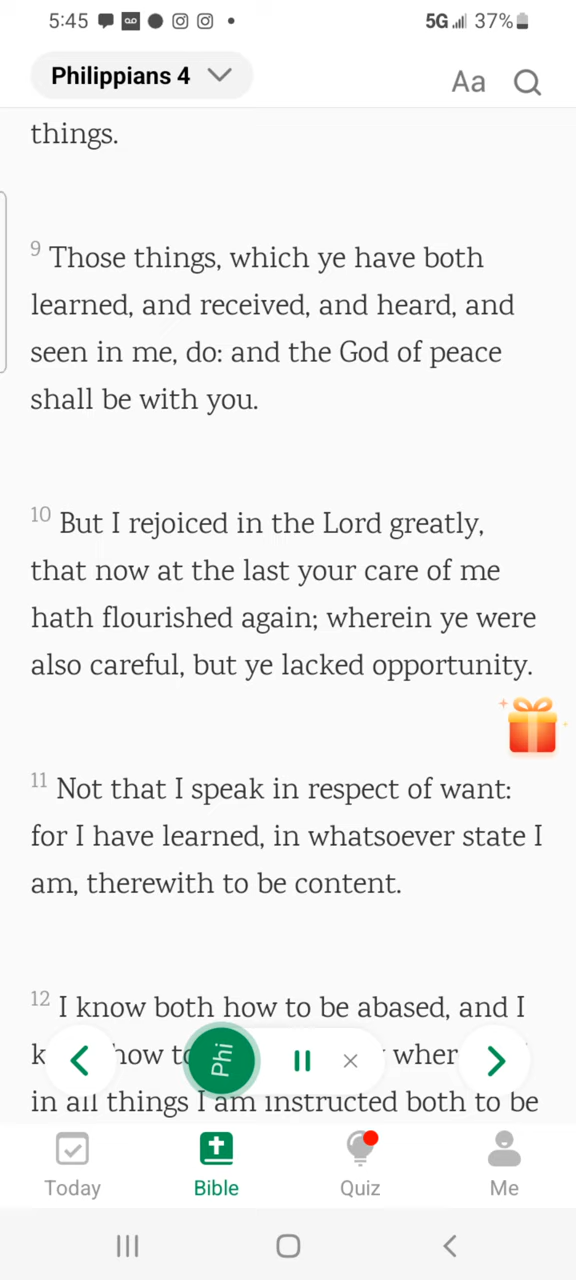 5:45 5G 37%
Philippians 4 Aa
things.
9 Those things, which ye have both
learned, and received, and heard, and
seen in me, do: and the God of peace
shall be with you.
10 But I rejoiced in the Lord greatly,
that now at the last your care of me
hath flourished again; wherein ye were
also careful, but ye lacked opportunity.
11 Not that I speak in respect of want:
for I have learned, in whatsoever state I
am, therewith to be content.
12 I know both how to be abased, and I
how
Phi
in all things I am instructed both to be
Today Bible Quiz Me